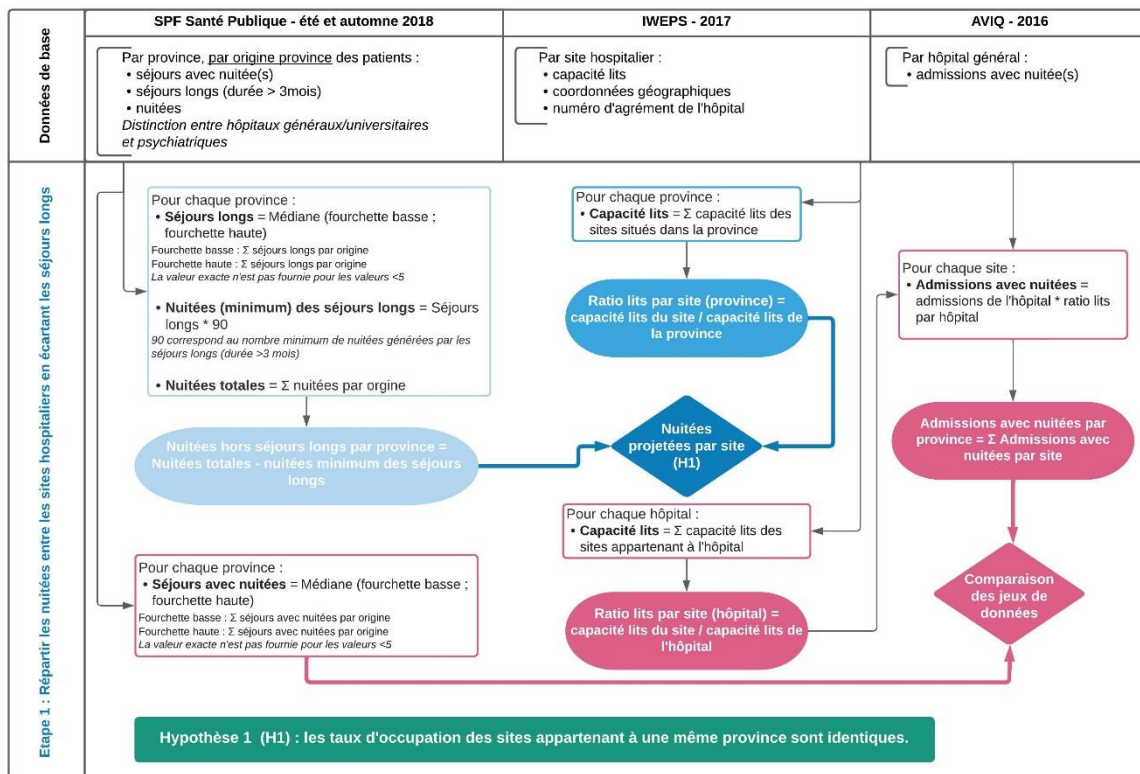 SPF Santé Publique - été et automne 2018
IWEPS - 2017
AVIQ - 2016
Données de base
Par province, par origine province des patients :
• séjours avec nuitée(s)
• séjours longs (durée > 3mois)
• nuitées
Distinction entre hôpitaux généraux/universitaires
et psychiatriques
Par site hospitalier :
• capacité lits
• coordonnées géographiques
• numéro d'agrément de l'hôpital
Par hôpital général :
• admissions avec nuitée(s)
Etape 1 : Répartir les nuitées entre les sites hospitaliers en écartant les séjours longs
Pour chaque province :
• Séjours longs = Médiane (fourchette basse ;
fourchette haute)
Fourchette basse : Σ séjours longs par origine
Fourchette haute : Σ séjours longs par origine
La valeur exacte n'est pas fournie pour les valeurs <5
• Nuitées (minimum) des séjours longs = Séjours
longs * 90
90 correspond au nombre minimum de nuitées générées par les
séjours longs (durée >3 mois)
• Nuitées totales = Σ nuitées par orgine
Nuitées hors séjours longs par province =
Nuitées totales - nuitées minimum des séjours
longs
Pour chaque province :
• Séjours avec nuitées = Médiane (fourchette basse ;
fourchette haute)
Fourchette basse : Σ séjours avec nuitées par origine
Fourchette haute : Σ séjours avec nuitées par origine
La valeur exacte n'est pas fournie pour les valeurs <5
Pour chaque province :
• Capacité lits = Σ capacité lits des
sites situés dans la province
Ratio lits par site (province) =
capacité lits du site / capacité lits de
la province
Nuitées
projetées par site
(H1)
Pour chaque hôpital :
• Capacité lits = Σ capacité lits des
sites appartenant à l'hôpital
Ratio lits par site (hôpital) =
capacité lits du site / capacité lits de
l'hôpital
Pour chaque site :
• Admissions avec nuitées =
admissions de l'hôpital * ratio lits
par hôpital
Admissions avec nuitées par
province = Σ Admissions avec
nuitées par site
Comparaison
des jeux de
données
Hypothèse 1 (H1) : les taux d'occupation des sites appartenant à une même province sont identiques.